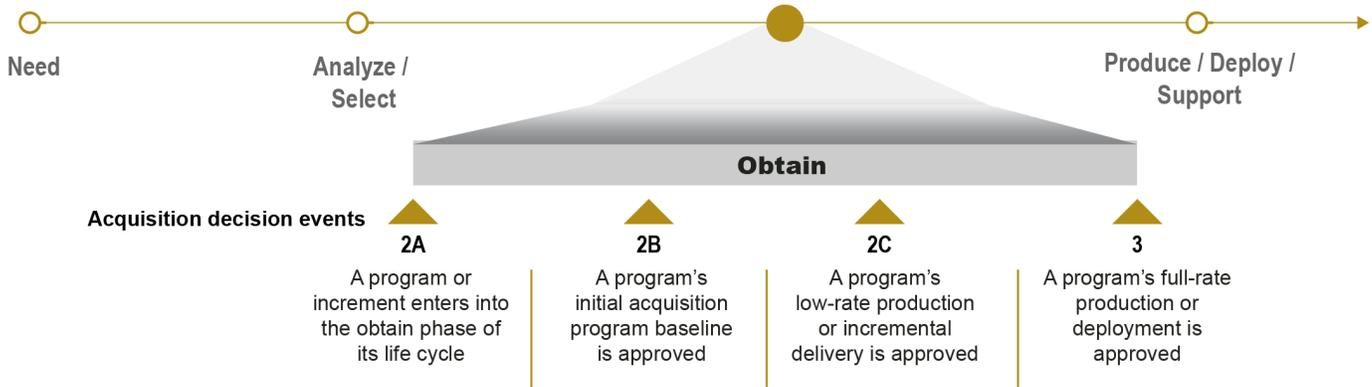 Need
Analyze /
Select
Produce / Deploy /
Support
Obtain
Acquisition decision events
2A
A program or
increment enters into
the obtain phase of
its life cycle
2B
A program’s
initial acquisition
program baseline
is approved
2C
A program’s
low-rate production
or incremental
delivery is approved
3
A program’s full-rate
production or
deployment is
approved